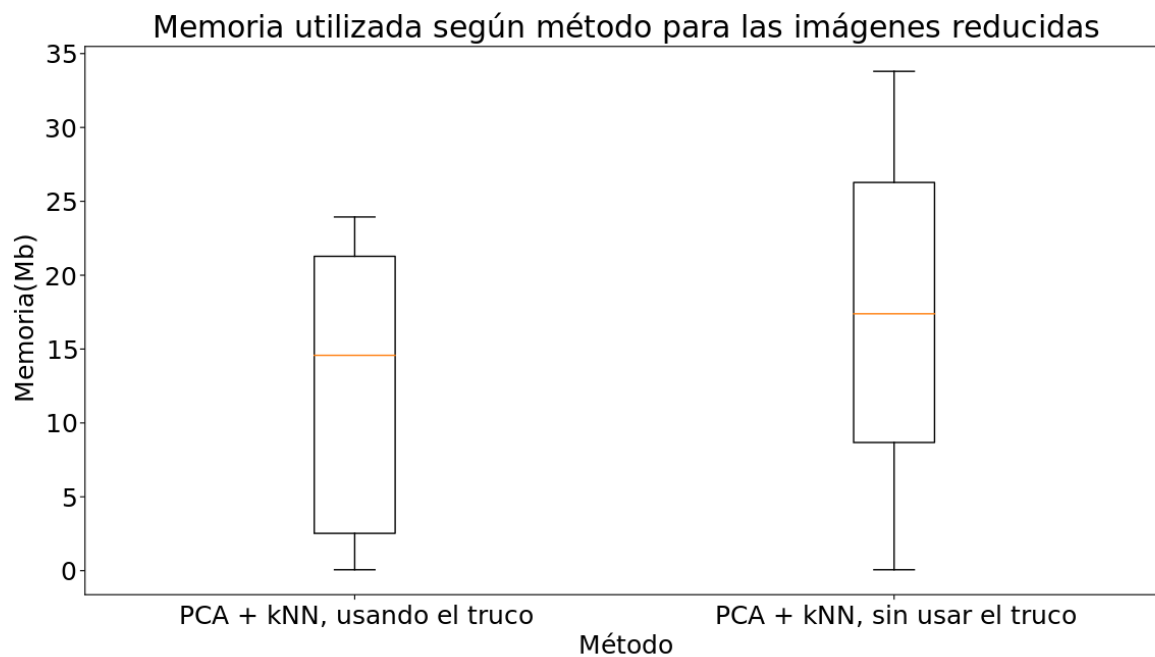 Memoria utilizada según método para las imágenes reducidas
35
30
25
20
15
10
5
0
Memoria(Mb)
PCA + kNN, usando el truco
PCA + kNN, sin usar el truco
Método